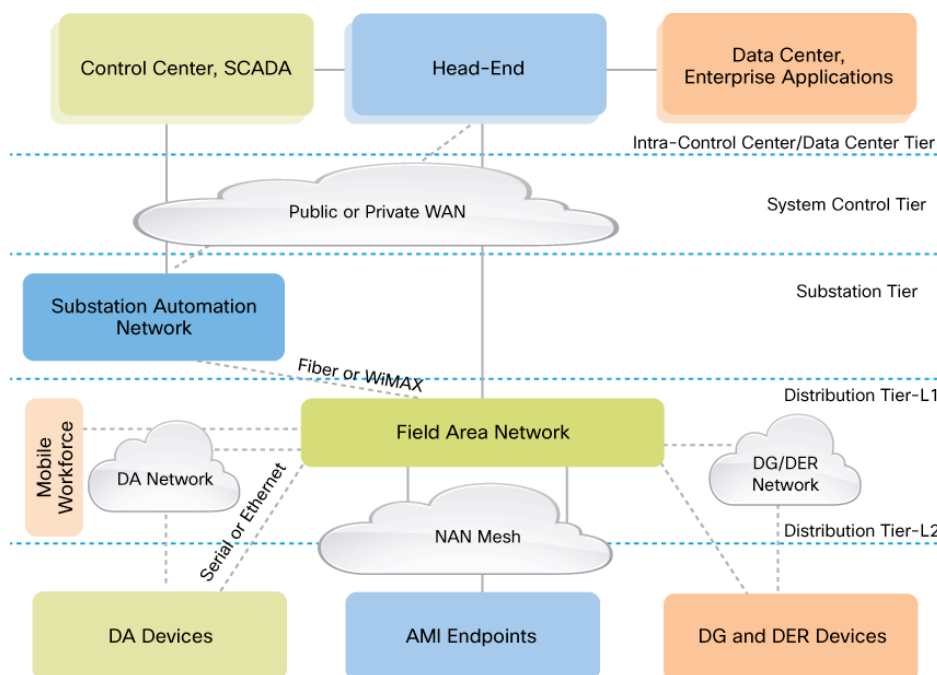 Control Center, SCADA
Head-End
Data Center,
Enterprise Applications
Intra-Control Center/Data Center Tier
Public or Private WAN
System Control Tier
Substation Automation
Network
Substation Tier
Fiber or WiMAX
Distribution Tier-L1
Mobile
Workforce
DA Network
Serial or Ethernet
Field Area Network
DG/DER
Network
NAN Mesh
Distribution Tier-L2
DA Devices
AMI Endpoints
DG and DER Devices